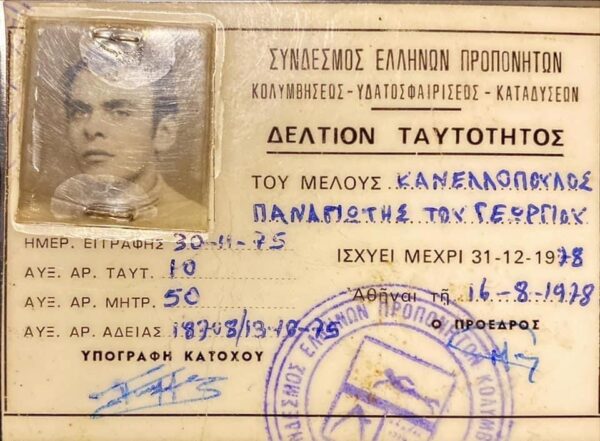 ΣΥΝΔΕΣΜΟΣ ΕΛΛΗΝΩΝ ΠΡΟΠΟΝΗΤΩΝ
ΚΟΛΥΜΒΗΣΕΩΣ - ΥΔΑΤΟΣΦΑΙΡΙΣΕΩΣ - ΚΑΤΑΔΥΣΕΩΝ
ΔΕΛΤΙΟΝ ΤΑΥΤΟΤΗΤΟΣ
ΤΟΥ ΜΕΛΟΥΣ ΚΑΝΕΛΛΟΠΟΥΛΟΣ
ΠΑΝΑΓΙΩΤΗΣ ΤΟΥ ΓΕΩΡΓΙΟΥ
ΗΜΕΡ. ΕΓΓΡΑΦΗΣ 30-11-75
ΑΥΞ. ΑΡ. ΤΑΥΤ. 10
ΑΥΞ. ΑΡ. ΜΗΤΡ. 50
ΑΥΞ. ΑΡ. ΑΔΕΙΑΣ 18708/13-10-75
ΥΠΟΓΡΑΦΗ ΚΑΤΟΧΟΥ
ΙΣΧΥΕΙ ΜΕΧΡΙ 31-12-1978
Ἀθῆναι τῇ 16-8-1978
Ο ΠΡΟΕΔΡΟΣ
ΣΥΝΔΕΣΜΟΣ ΕΛΛΗΝΩΝ ΠΡΟΠΟΝΗΤΩΝ ΚΟΛΥΜΒ